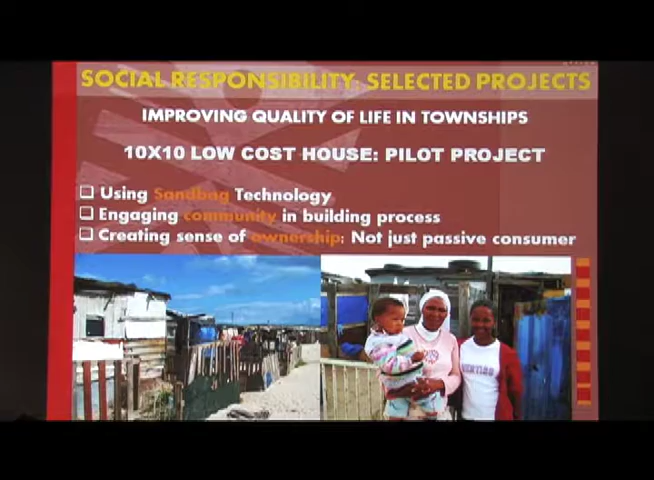 SOCIAL RESPONSIBILITY: SELECTED PROJECTS
IMPROVING QUALITY OF LIFE IN TOWNSHIPS
10X10 LOW COST HOUSE: PILOT PROJECT
Using Sandbag Technology
Engaging community in building process
Creating sense of ownership: Not just passive consumer